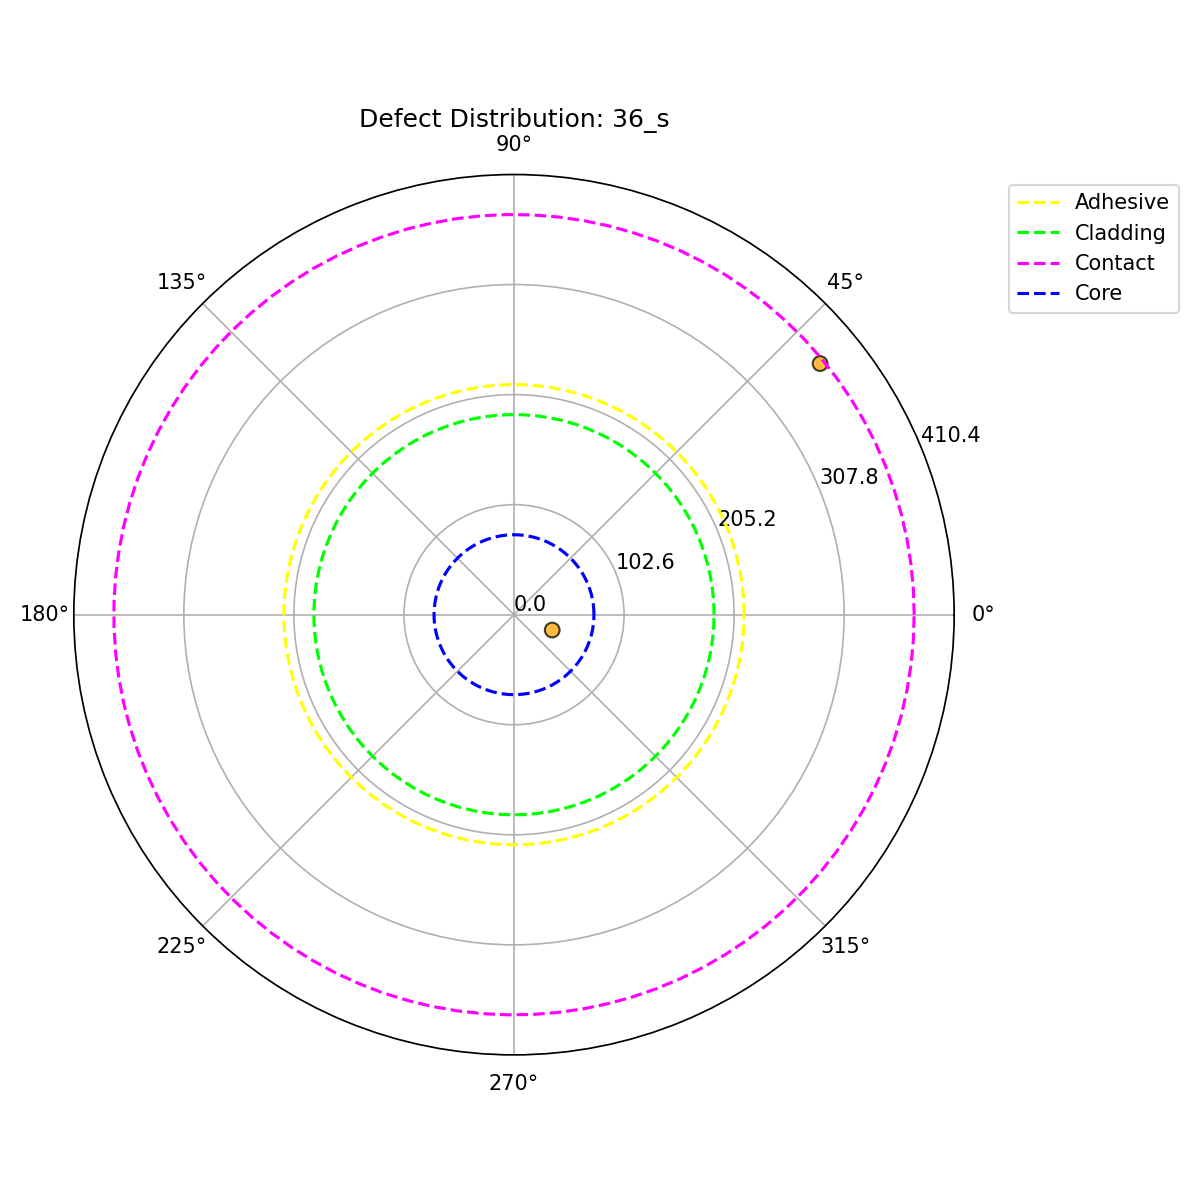 Defect Distribution: 36_s
90°
Adhesive
Cladding
Contact
Core
135°
45°
410.4
307.8
205.2
102.6
0.0
180°
0°
225°
315°
270°